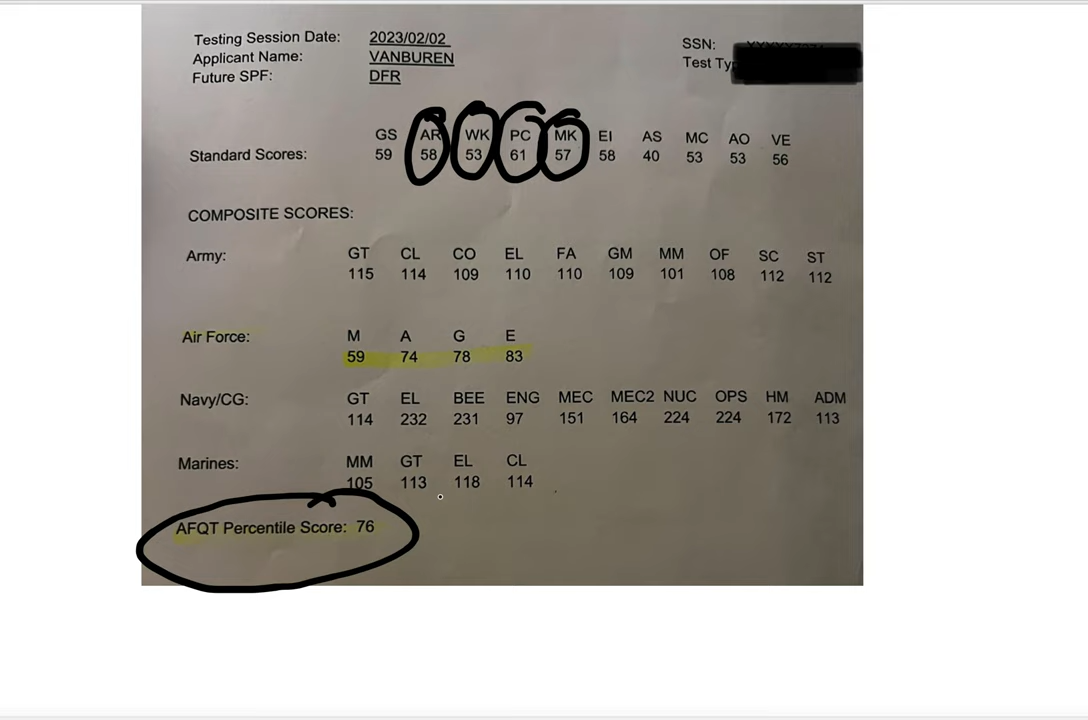 Testing Session Date: 2023/02/02
Applicant Name: VANBUREN
Future SPF: DFR
SSN:
Test Typ
GS AR WK PC MK EI AS MC AO VE
Standard Scores: 59 58 53 61 57 58 40 53 53 56
COMPOSITE SCORES:
GT CL CO EL FA GM MM OF SC ST
Army: 115 114 109 110 110 109 101 108 112 112
Air Force: M A G E
59 74 78 83
Navy/CG: GT EL BEE ENG MEC MEC2 NUC OPS HM ADM
114 232 231 97 151 164 224 224 172 113
Marines: MM GT EL CL
105 113 118 114
AFQT Percentile Score: 76